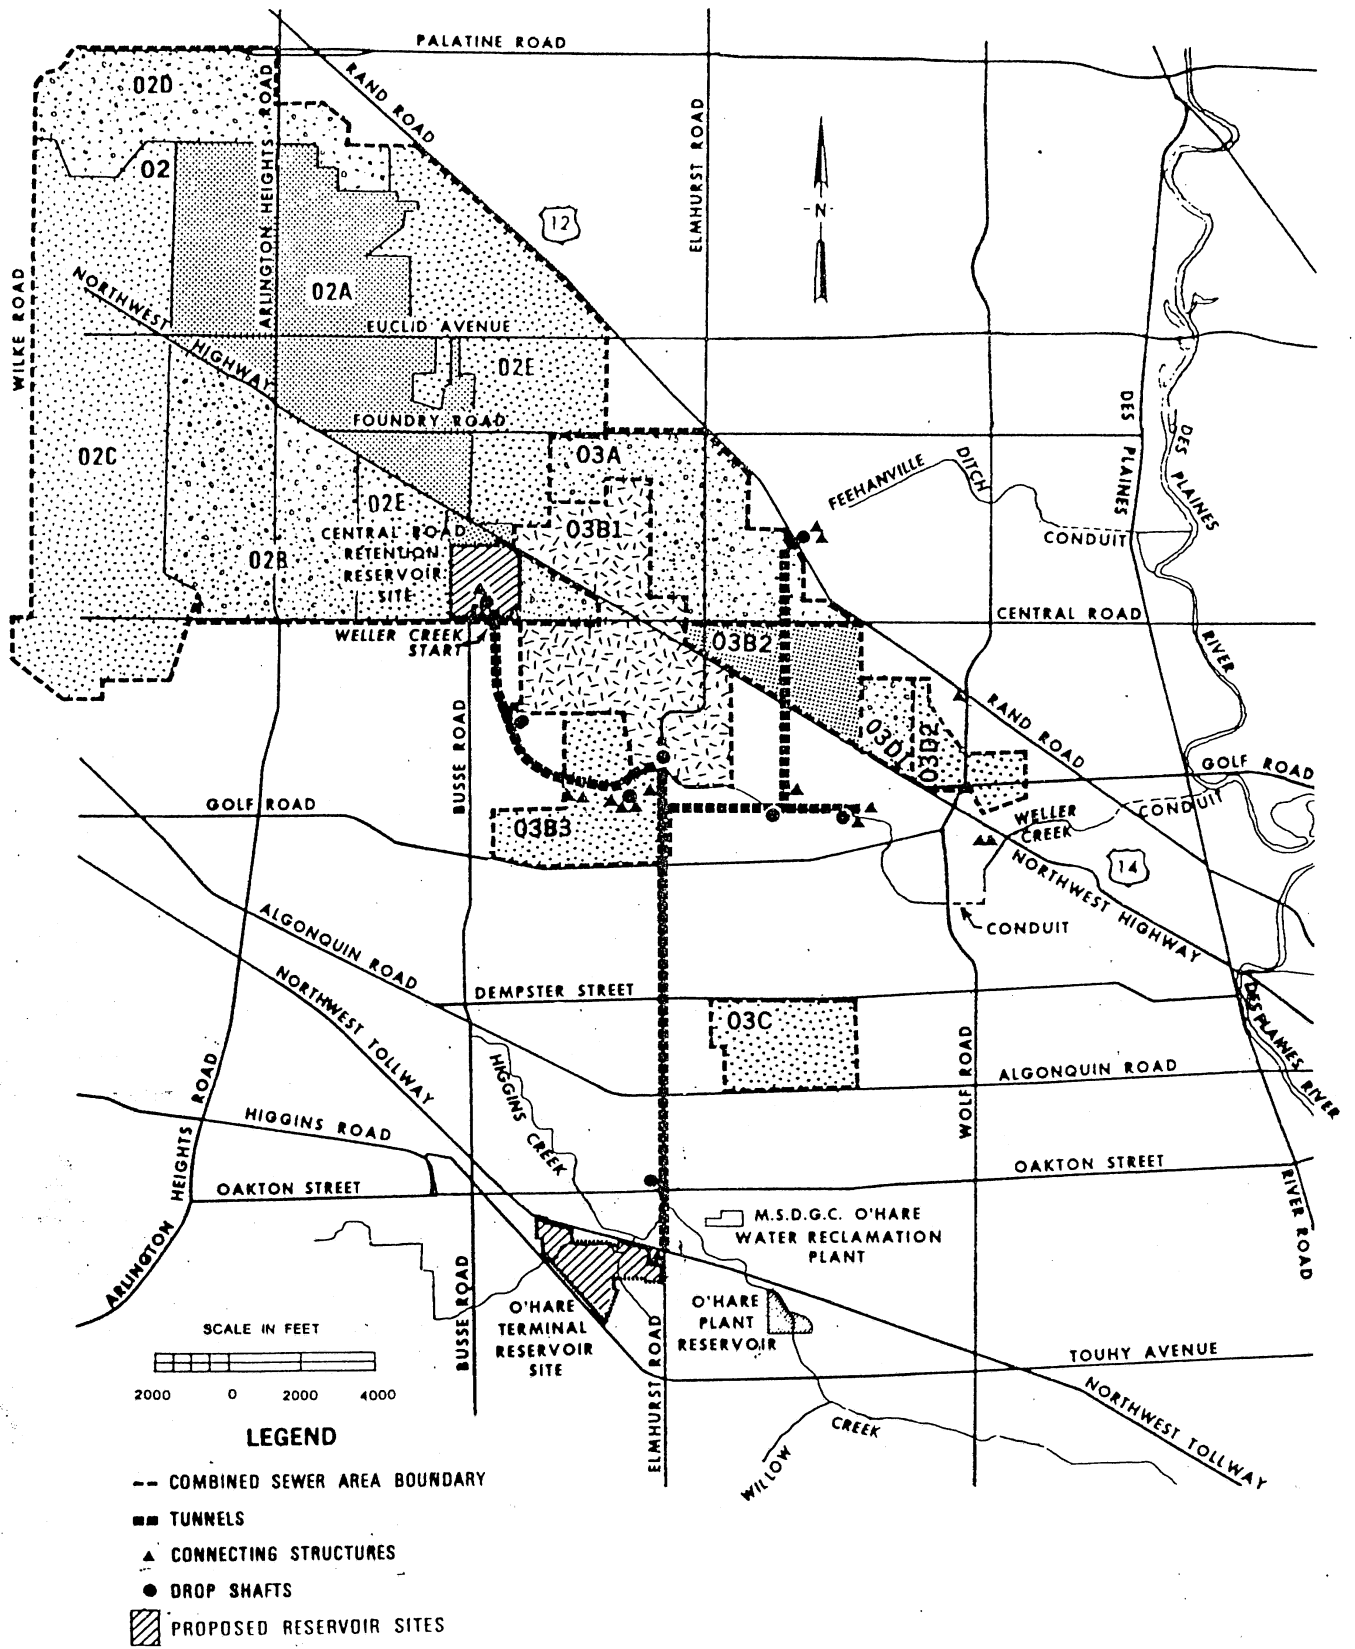 PALATINE ROAD
RAND ROAD
02D
ARLINGTON HEIGHTS ROAD
ELMHURST ROAD
02
12
N
WILKE ROAD
NORTHWEST
HIGHWAY
02A
EUCLID AVENUE
02E
FOUNDRY ROAD
DES
PLAINES
DES
PLAINES
RIVER
02C
03A
FEEHANVILLE
DITCH
02E
03B1
CONDUIT
CENTRAL ROAD
RETENTION
RESERVOIR
SITE
02B
CENTRAL ROAD
WELLER CREEK
START
03B2
RAND ROAD
BUSSE ROAD
03D1
03D2
GOLF ROAD
GOLF ROAD
CONDUIT
WELLER
CREEK
03B3
14
NORTHWEST HIGHWAY
CONDUIT
ALGONQUIN ROAD
NORTHWEST TOLLWAY
DEMPSTER STREET
DES PLAINES RIVER
03C
HIGGINS CREEK
WOLF ROAD
ALGONQUIN ROAD
HIGGINS ROAD
ARLINGTON HEIGHTS ROAD
OAKTON STREET
OAKTON STREET
RIVER ROAD
M.S.D.G.C. O'HARE
WATER RECLAMATION
PLANT
BUSSE ROAD
O'HARE
TERMINAL
RESERVOIR
SITE
O'HARE
PLANT
RESERVOIR
ELMHURST ROAD
TOUHY AVENUE
NORTHWEST TOLLWAY
WILLOW
CREEK
SCALE IN FEET
2000 0 2000 4000
LEGEND
COMBINED SEWER AREA BOUNDARY
TUNNELS
CONNECTING STRUCTURES
DROP SHAFTS
PROPOSED RESERVOIR SITES